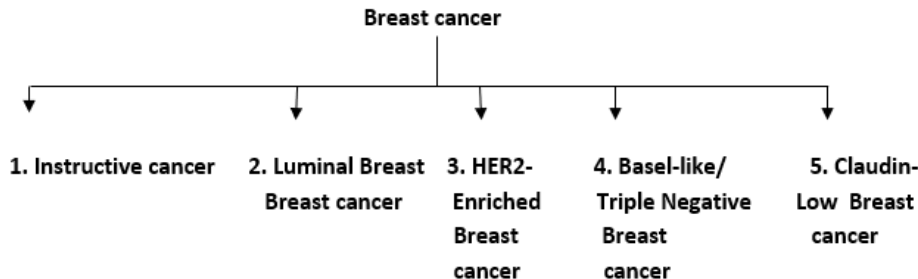 Breast cancer
1. Instructive cancer
2. Luminal Breast
Breast cancer
3. HER2-
Enriched
Breast
cancer
4. Basel-like/
Triple Negative
Breast
cancer
5. Claudin-
Low Breast
cancer